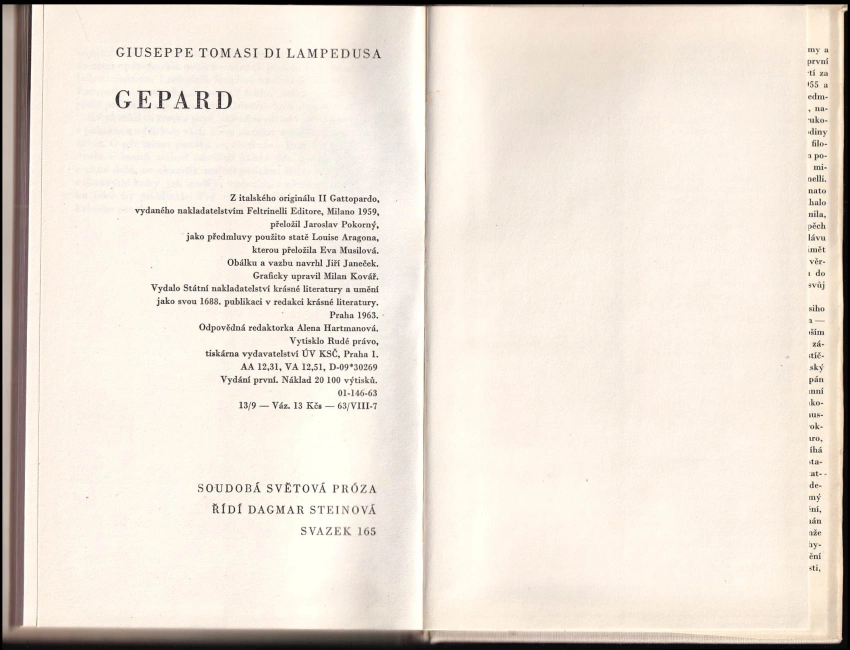 GIUSEPPE TOMASI DI LAMPEDUSA
GEPARD
Z italského originálu II Gattopardo,
vydaného nakladatelstvím Feltrinelli Editore, Milano 1959,
přeložil Jaroslav Pokorný,
jako předmluvy použito statě Louise Aragona,
kterou přeložila Eva Musilová.
Obálku a vazbu navrhl Jiří Janeček.
Graficky upravil Milan Kovář.
Vydalo Státní nakladatelství krásné literatury a umění
jako svou 1688. publikaci v redakci krásné literatury.
Praha 1963.
Odpovědná redaktorka Alena Hartmanová.
Vytisklo Rudé právo,
tiskárna vydavatelství ÚV KSČ, Praha 1.
AA 12,31, VA 12,51, D-09*30269
Vydání první. Náklad 20 100 výtisků.
01-146-63
13/9 — Váz. 13 Kčs — 63/VIII-7
SOUDOBÁ SVĚTOVÁ PRÓZA
ŘÍDÍ DAGMAR STEINOVÁ
SVAZEK 165